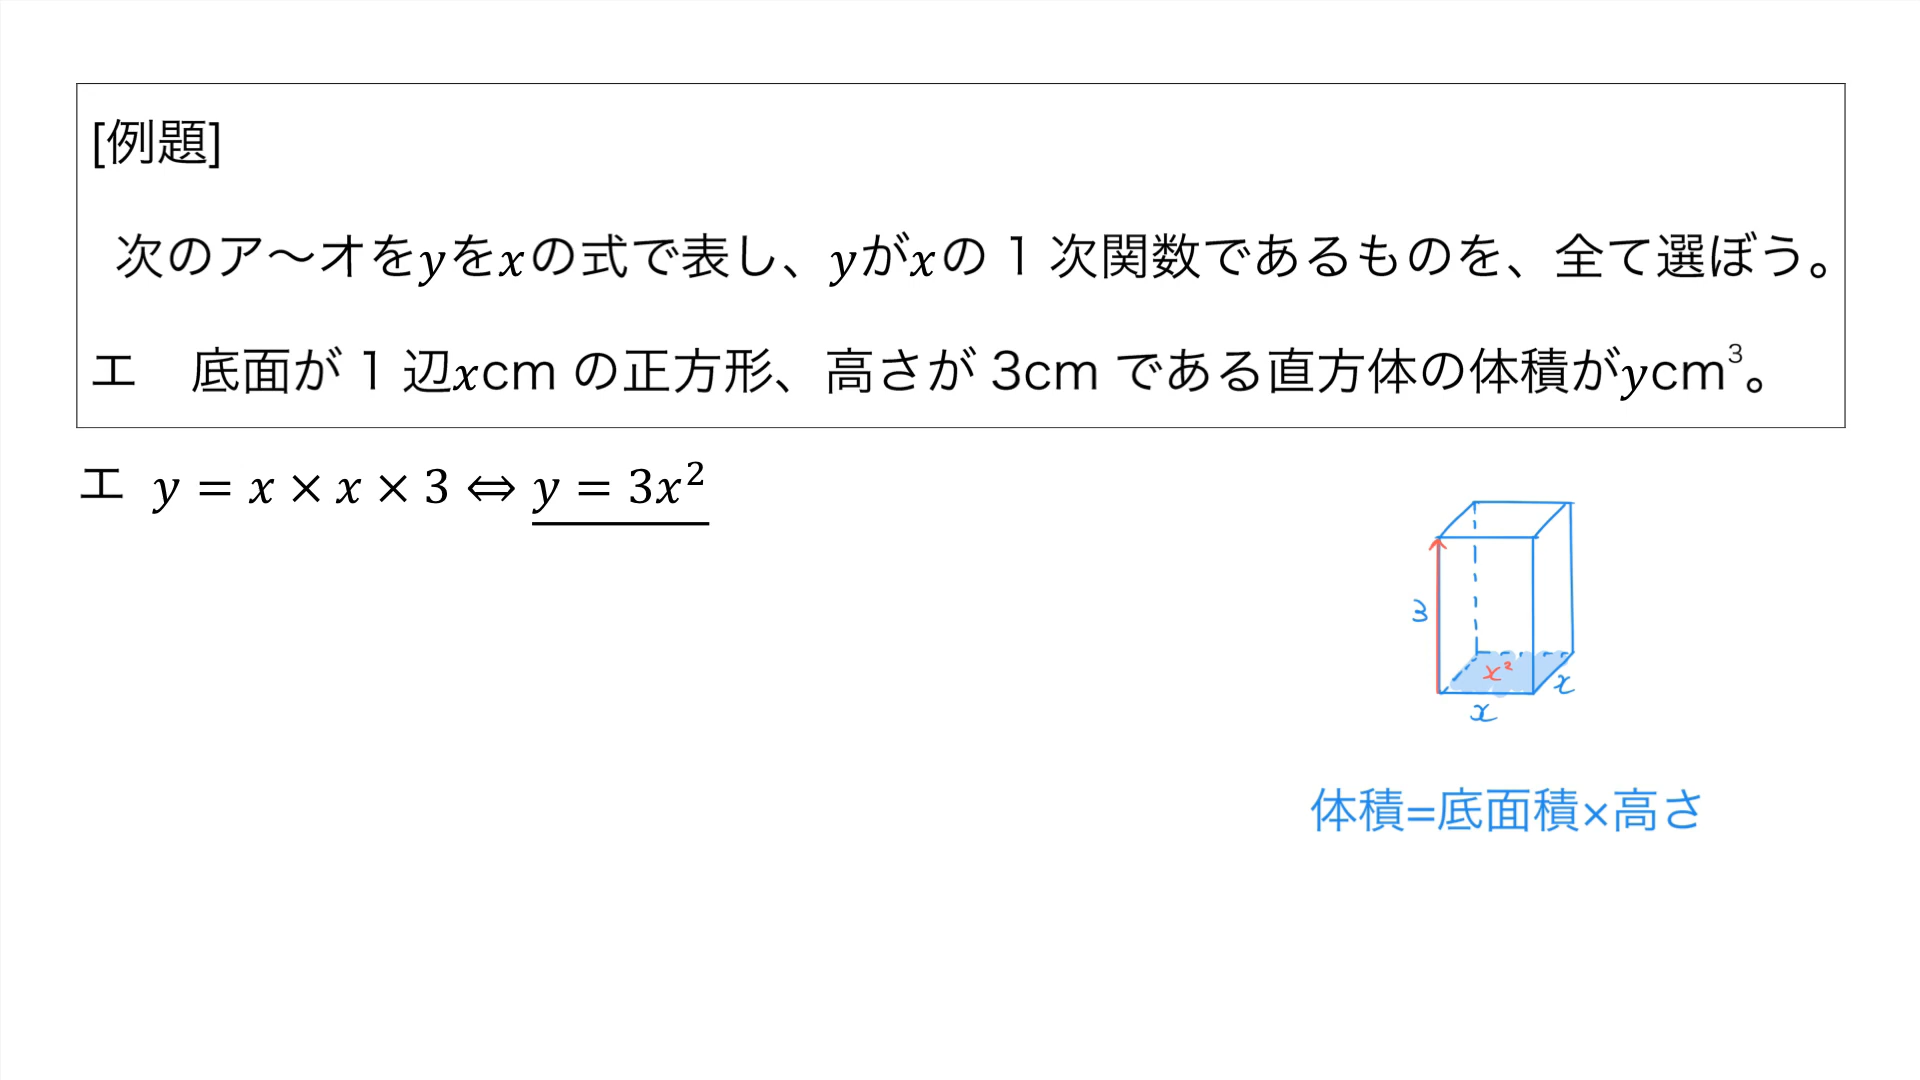 [例題]
次のア～オをyをxの式で表し、yがxの1次関数であるものを、全て選ぼう。
エ　底面が1辺xcmの正方形、高さが3cmである直方体の体積がycm³。
エ y = x × x × 3 ⇔ y = 3x²
3
x²
x
x
体積=底面積×高さ